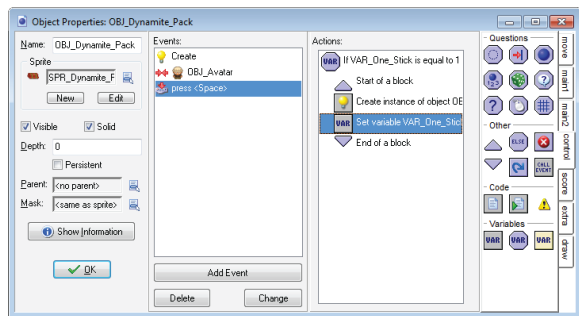 Object Properties: OBJ_Dynamite_Pack
Name: OBJ_Dynamite_Pack
Sprite
SPR_Dynamite_F
New Edit
Visible Solid
Depth: 0
Persistent
Parent: <no parent>
Mask: <same as sprite>
Show Information
OK
Events:
Create
OBJ_Avatar
press <Space>
Add Event
Delete Change
Actions:
VAR If VAR_One_Stick is equal to 1
Start of a block
Create instance of object OB
VAR Set variable VAR_One_Stic
End of a block
Questions
Other
ELSE
CALL EVENT
Code
Variables
VAR VAR VAR
move
main1
main2
control
score
extra
draw